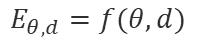 E_{θ,d} = f(θ, d)